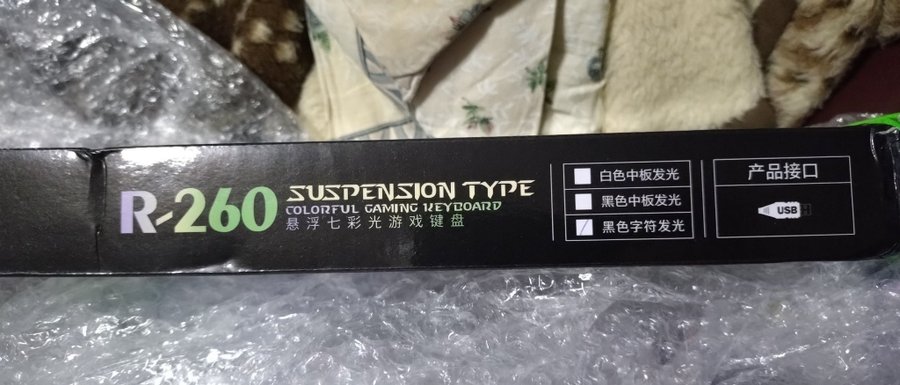 R-260
SUSPENSION TYPE
COLORFUL GAMING KEYBOARD
悬浮七彩光游戏键盘
白色中板发光
黑色中板发光
黑色字符发光
产品接口
USB